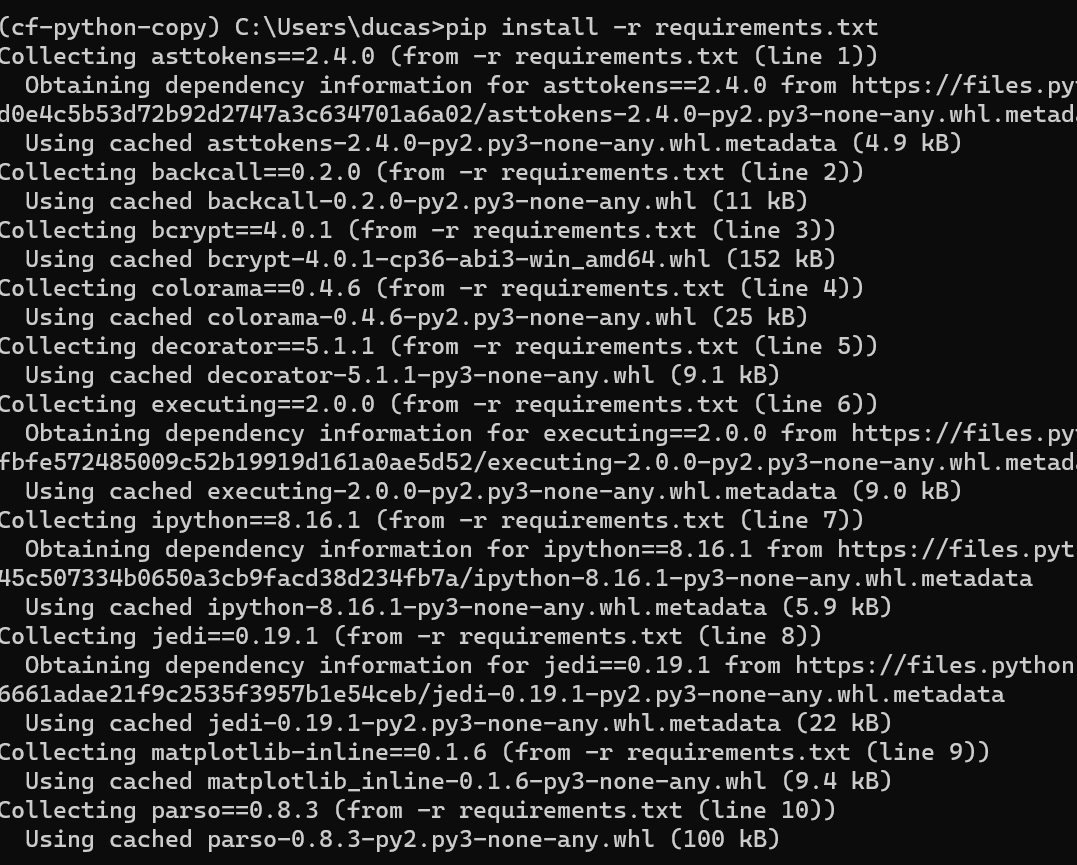 (cf-python-copy) C:\Users\ducas>pip install -r requirements.txt
Collecting asttokens==2.4.0 (from -r requirements.txt (line 1))
  Obtaining dependency information for asttokens==2.4.0 from https://files.py
d0e4c5b53d72b92d2747a3c634701a6a02/asttokens-2.4.0-py2.py3-none-any.whl.metad
  Using cached asttokens-2.4.0-py2.py3-none-any.whl.metadata (4.9 kB)
Collecting backcall==0.2.0 (from -r requirements.txt (line 2))
  Using cached backcall-0.2.0-py2.py3-none-any.whl (11 kB)
Collecting bcrypt==4.0.1 (from -r requirements.txt (line 3))
  Using cached bcrypt-4.0.1-cp36-abi3-win_amd64.whl (152 kB)
Collecting colorama==0.4.6 (from -r requirements.txt (line 4))
  Using cached colorama-0.4.6-py2.py3-none-any.whl (25 kB)
Collecting decorator==5.1.1 (from -r requirements.txt (line 5))
  Using cached decorator-5.1.1-py3-none-any.whl (9.1 kB)
Collecting executing==2.0.0 (from -r requirements.txt (line 6))
  Obtaining dependency information for executing==2.0.0 from https://files.py
fbfe572485009c52b19919d161a0ae5d52/executing-2.0.0-py2.py3-none-any.whl.metad
  Using cached executing-2.0.0-py2.py3-none-any.whl.metadata (9.0 kB)
Collecting ipython==8.16.1 (from -r requirements.txt (line 7))
  Obtaining dependency information for ipython==8.16.1 from https://files.pyt
45c507334b0650a3cb9facd38d234fb7a/ipython-8.16.1-py3-none-any.whl.metadata
  Using cached ipython-8.16.1-py3-none-any.whl.metadata (5.9 kB)
Collecting jedi==0.19.1 (from -r requirements.txt (line 8))
  Obtaining dependency information for jedi==0.19.1 from https://files.python
6661adae21f9c2535f3957b1e54ceb/jedi-0.19.1-py2.py3-none-any.whl.metadata
  Using cached jedi-0.19.1-py2.py3-none-any.whl.metadata (22 kB)
Collecting matplotlib-inline==0.1.6 (from -r requirements.txt (line 9))
  Using cached matplotlib_inline-0.1.6-py3-none-any.whl (9.4 kB)
Collecting parso==0.8.3 (from -r requirements.txt (line 10))
  Using cached parso-0.8.3-py2.py3-none-any.whl (100 kB)